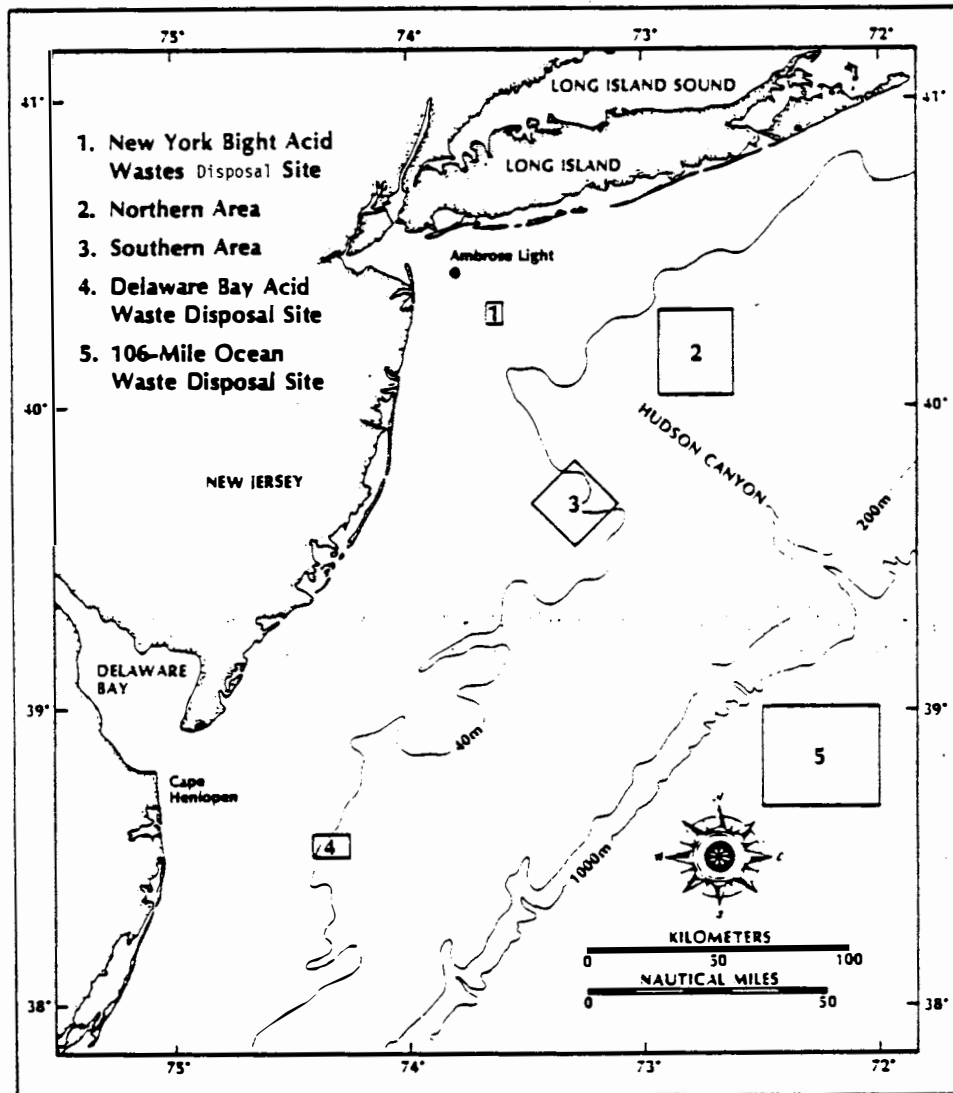 75° 74° 73° 72°
41° 41°
LONG ISLAND SOUND
1. New York Bight Acid
Wastes Disposal Site
LONG ISLAND
2. Northern Area
3. Southern Area
Ambrose Light
4. Delaware Bay Acid
Waste Disposal Site
1
5. 106-Mile Ocean
Waste Disposal Site
2
40° 40°
HUDSON CANYON
NEW JERSEY
3
200m
DELAWARE
BAY
39° 39°
40m
5
Cape
Henlopen
4
1000m
N
W E
S
KILOMETERS
0 50 100
NAUTICAL MILES
0 50
38° 38°
75° 74° 73° 72°